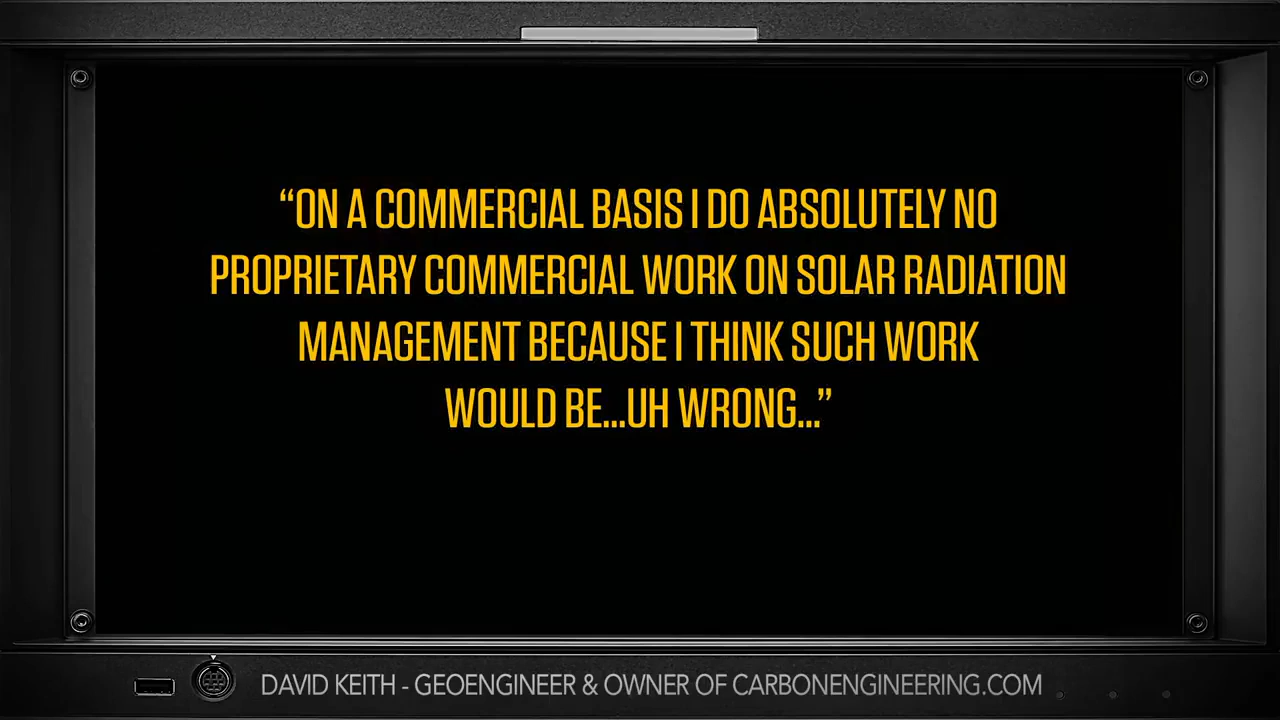 “ON A COMMERCIAL BASIS I DO ABSOLUTELY NO
PROPRIETARY COMMERCIAL WORK ON SOLAR RADIATION
MANAGEMENT BECAUSE I THINK SUCH WORK
WOULD BE...UH WRONG...”
DAVID KEITH - GEOENGINEER & OWNER OF CARBONENGINEERING.COM